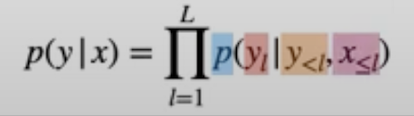 L
p(y|x) = ∏ p(y_l|y_{<l}, x_{≤l})
l=1